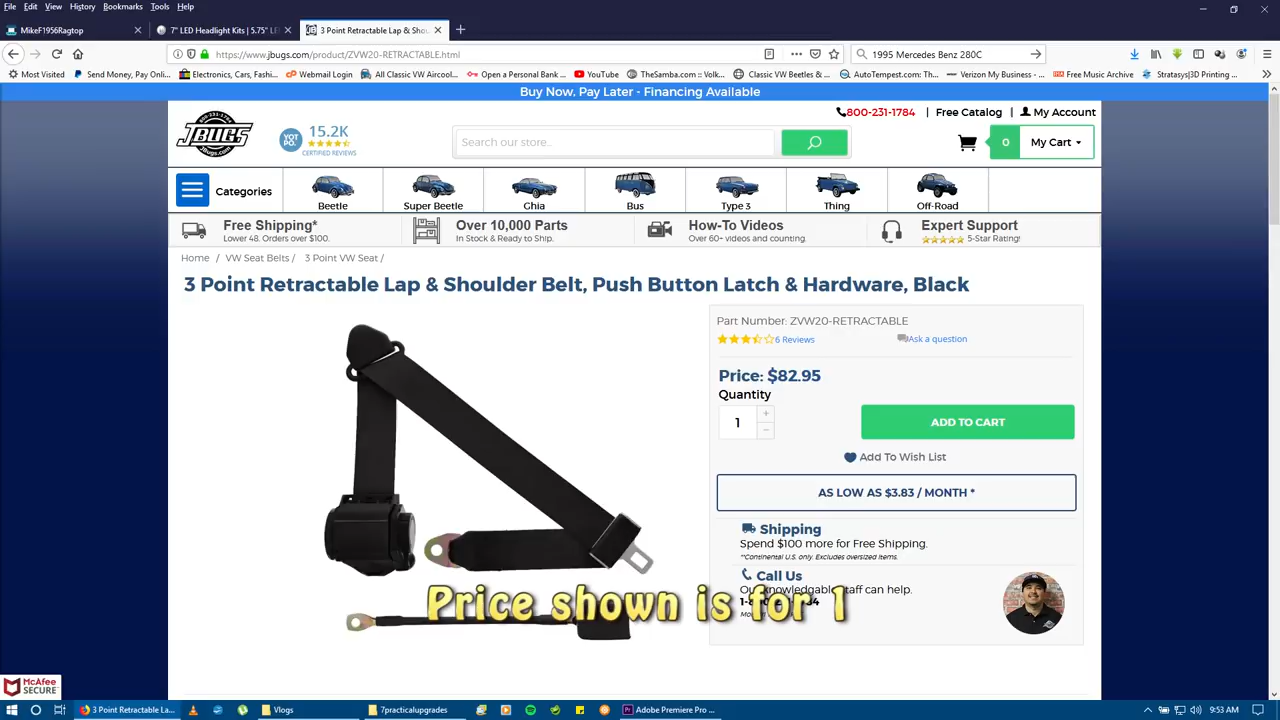 File Edit View History Bookmarks Tools Help
MikeF1956Ragtop
7" LED Headlight Kits | 5.75" LE
3 Point Retractable Lap & Shou
https://www.jbugs.com/product/ZVW20-RETRACTABLE.html
1995 Mercedes Benz 280C
Most Visited
Send Money, Pay Onli...
Electronics, Cars, Fashi...
Webmail Login
All Classic VW Aircool...
Open a Personal Bank ...
YouTube
TheSamba.com :: Volk...
Classic VW Beetles & ...
AutoTempest.com: Th...
Verizon My Business - ...
Free Music Archive
Stratasys|3D Printing ...
Buy Now, Pay Later - Financing Available
800-231-1784 | Free Catalog | My Account
JBUGS
JBugs.com
YOT PO.
15.2K
CERTIFIED REVIEWS
Search our store...
0
My Cart
Categories
Beetle
Super Beetle
Ghia
Bus
Type 3
Thing
Off-Road
Free Shipping*
Lower 48. Orders over $100.
Over 10,000 Parts
In Stock & Ready to Ship.
How-To Videos
Over 60+ videos and counting.
Expert Support
5-Star Rating!
Home / VW Seat Belts / 3 Point VW Seat /
3 Point Retractable Lap & Shoulder Belt, Push Button Latch & Hardware, Black
Part Number: ZVW20-RETRACTABLE
6 Reviews
Ask a question
Price: $82.95
Quantity
1
ADD TO CART
Add To Wish List
AS LOW AS $3.83 / MONTH *
Shipping
Spend $100 more for Free Shipping.
**Continental U.S. only. Excludes oversized items.
Call Us
Our knowledgable staff can help.
Price shown is for 1
McAfee
SECURE
3 Point Retractable La...
Vlogs
7practicalupgrades
Adobe Premiere Pro ...
9:53 AM